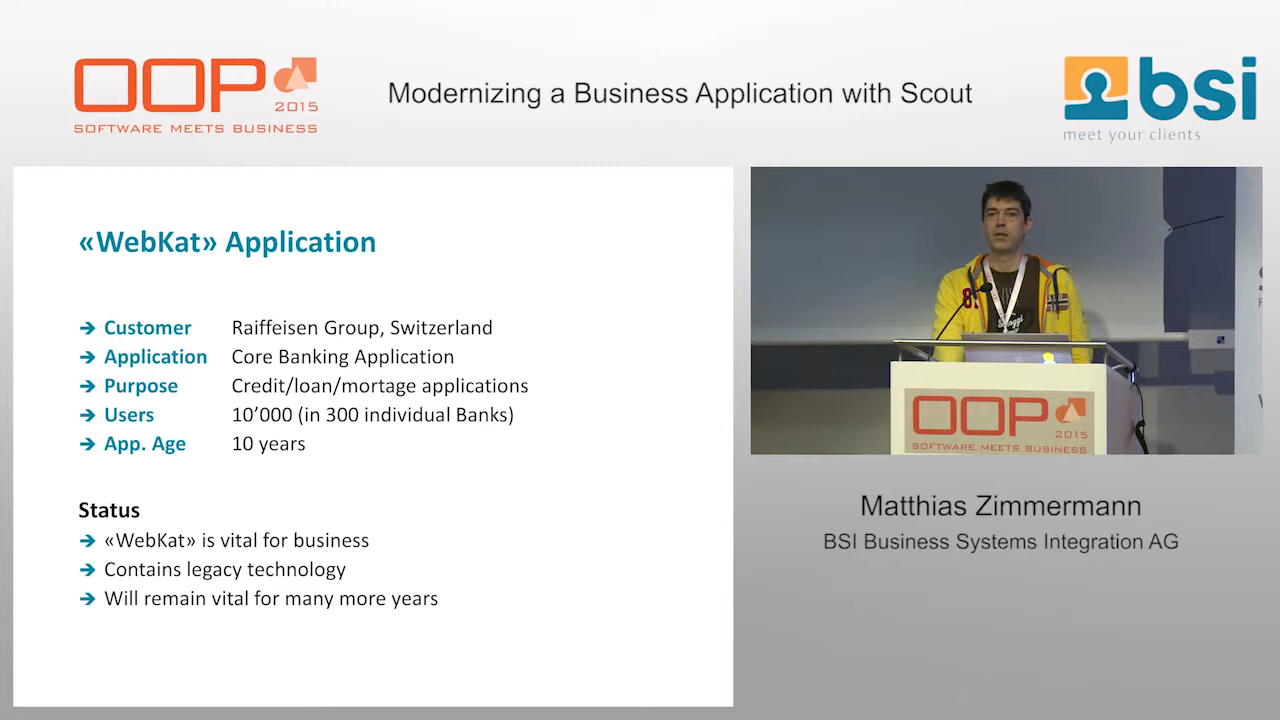 OOP
2015
SOFTWARE MEETS BUSINESS
Modernizing a Business Application with Scout
bsi
meet your clients
«WebKat» Application
➔ Customer Raiffeisen Group, Switzerland
➔ Application Core Banking Application
➔ Purpose Credit/loan/mortage applications
➔ Users 10’000 (in 300 individual Banks)
➔ App. Age 10 years
Status
➔ «WebKat» is vital for business
➔ Contains legacy technology
➔ Will remain vital for many more years
OOP
2015
SOFTWARE MEETS BUSINESS
Matthias Zimmermann
BSI Business Systems Integration AG